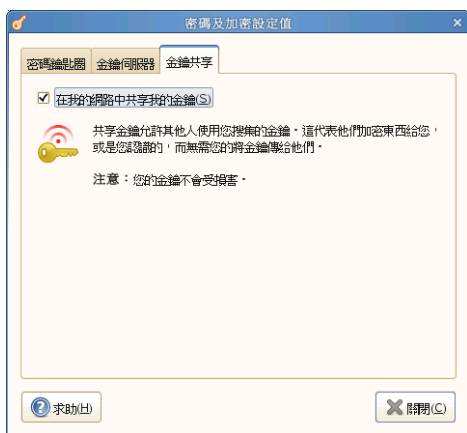 密碼及加密設定值
密碼鑰匙圈 金鑰伺服器 金鑰共享
在我的網路中共享我的金鑰(S)
共享金鑰允許其他人使用您搜集的金鑰。這代表他們加密東西給您，
或是您認識的，而無需您的將金鑰傳給他們。
注意：您的金鑰不會受損害。
求助(H) 關閉(C)